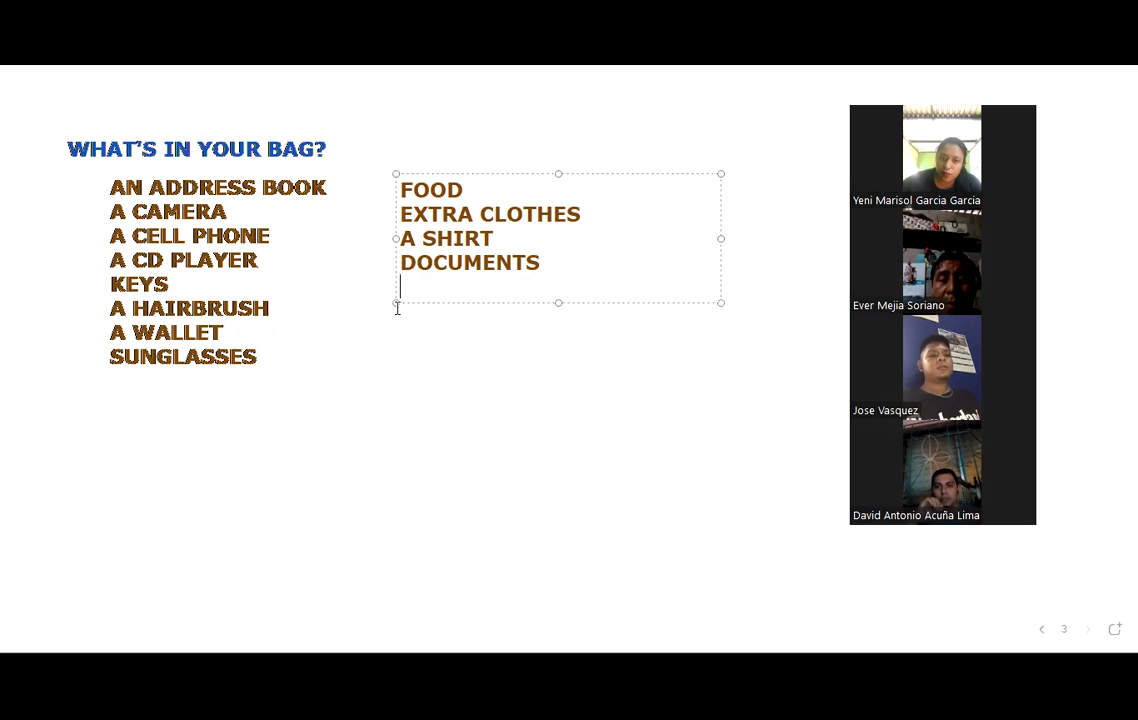 WHAT'S IN YOUR BAG?
AN ADDRESS BOOK
A CAMERA
A CELL PHONE
A CD PLAYER
KEYS
A HAIRBRUSH
A WALLET
SUNGLASSES
FOOD
EXTRA CLOTHES
A SHIRT
DOCUMENTS
Yeni Marisol Garcia Garcia
Ever Mejia Soriano
Jose Vasquez
David Antonio Acuña Lima
3